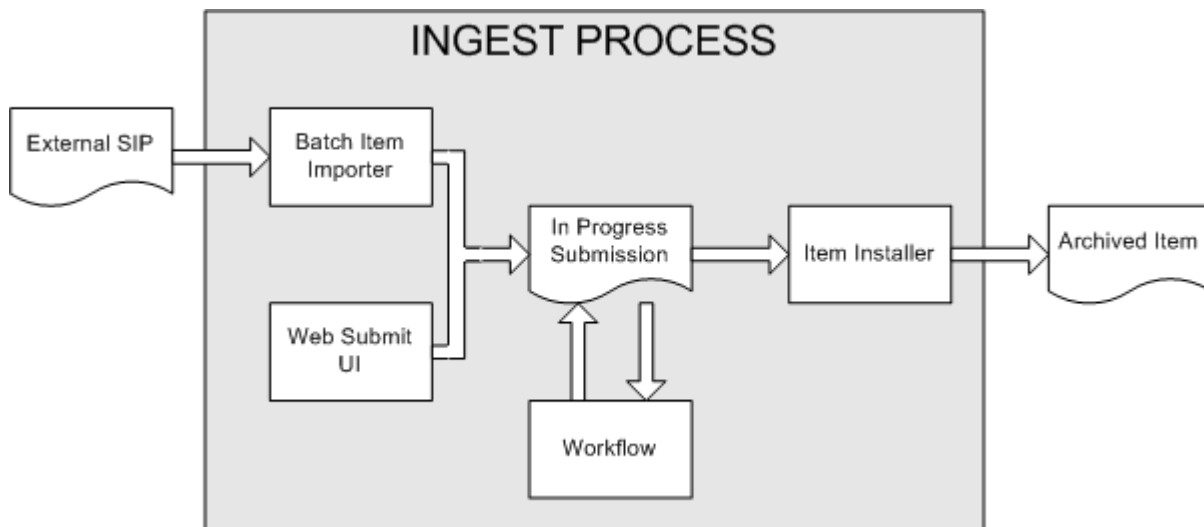 INGEST PROCESS
External SIP
Batch Item
Importer
In Progress
Submission
Item Installer
Archived Item
Web Submit
UI
Workflow